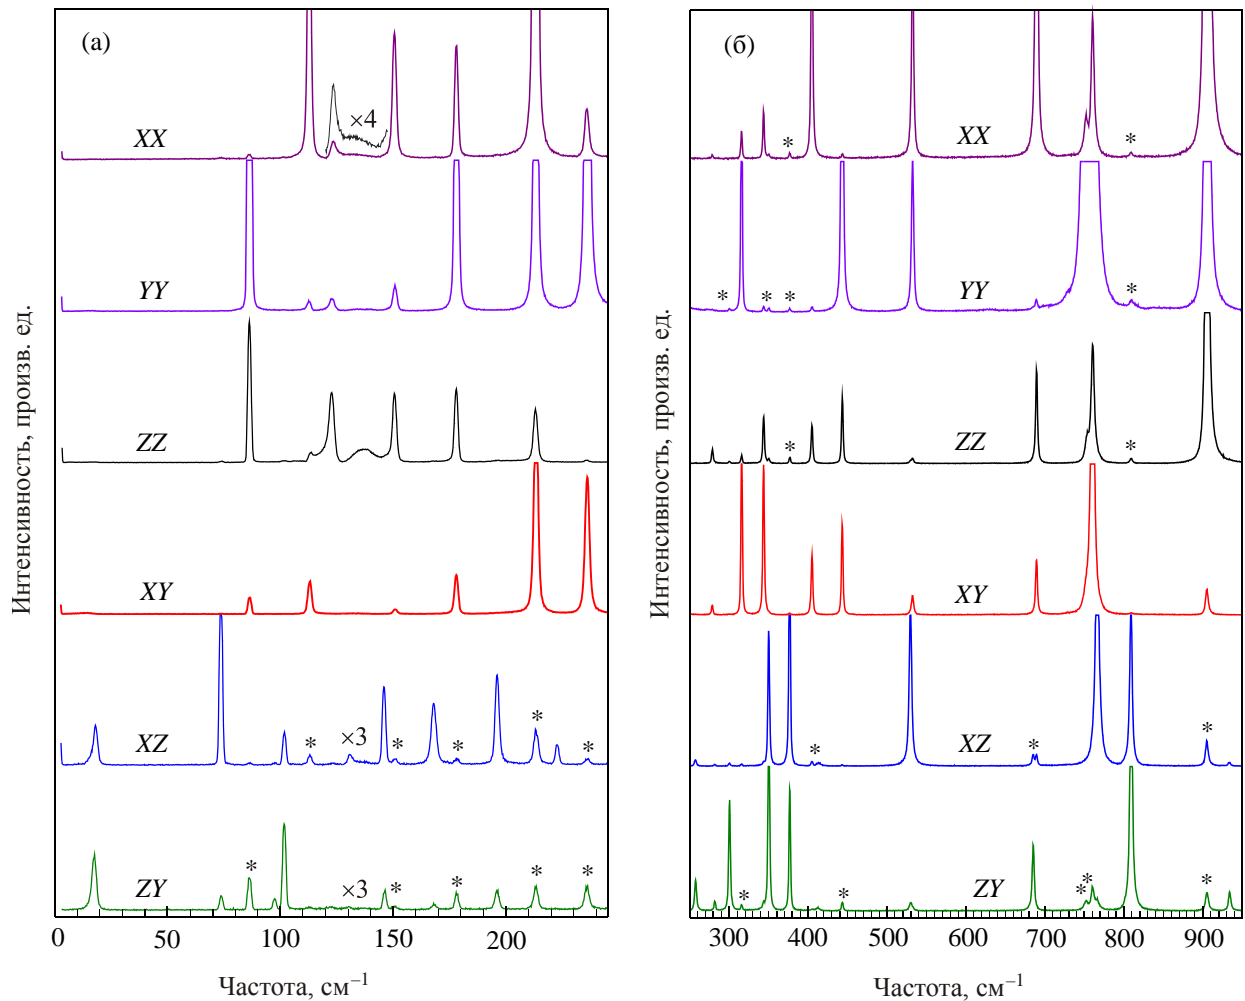 (а)
×4
XX
YY
ZZ
XY
×3
XZ
×3
ZY
* * * * *
* * * * *
0 50 100 150 200
Частота, см⁻¹
Интенсивность, произв. ед.
(б)
XX
* *
YY
* * * *
ZZ
* *
XY
XZ
* * *
ZY
* * * * *
300 400 500 600 700 800 900
Частота, см⁻¹
Интенсивность, произв. ед.